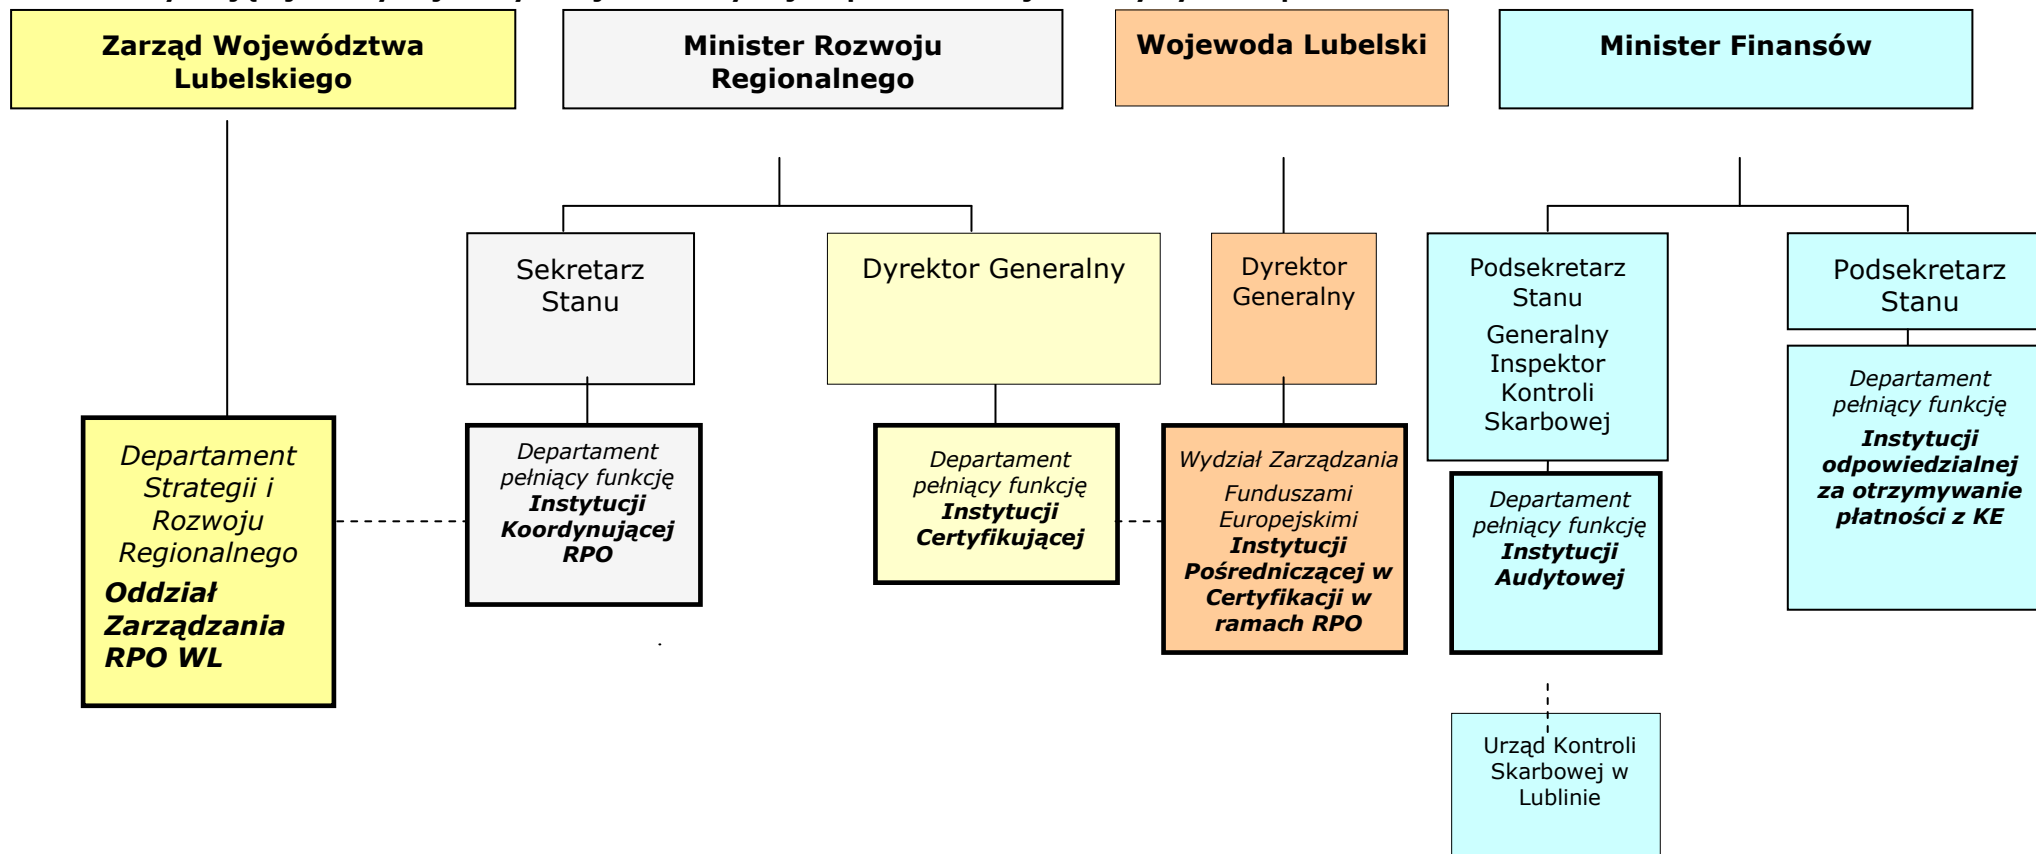 Zarząd Województwa
Lubelskiego
Minister Rozwoju
Regionalnego
Wojewoda Lubelski
Minister Finansów
Sekretarz
Stanu
Dyrektor Generalny
Dyrektor
Generalny
Podsekretarz
Stanu
Generalny
Inspektor
Kontroli
Skarbowej
Podsekretarz
Stanu
Departament
Strategii i
Rozwoju
Regionalnego
Oddział
Zarządzania
RPO WL
Departament
pełniący funkcję
Instytucji
Koordynującej
RPO
Departament
pełniący funkcję
Instytucji
Certyfikującej
Wydział Zarządzania
Funduszami
Europejskimi
Instytucji
Pośredniczącej w
Certyfikacji w
ramach RPO
Departament
pełniący funkcję
Instytucji
Audytowej
Departament
pełniący funkcję
Instytucji
odpowiedzialnej
za otrzymywanie
płatności z KE
Urząd Kontroli
Skarbowej w
Lublinie